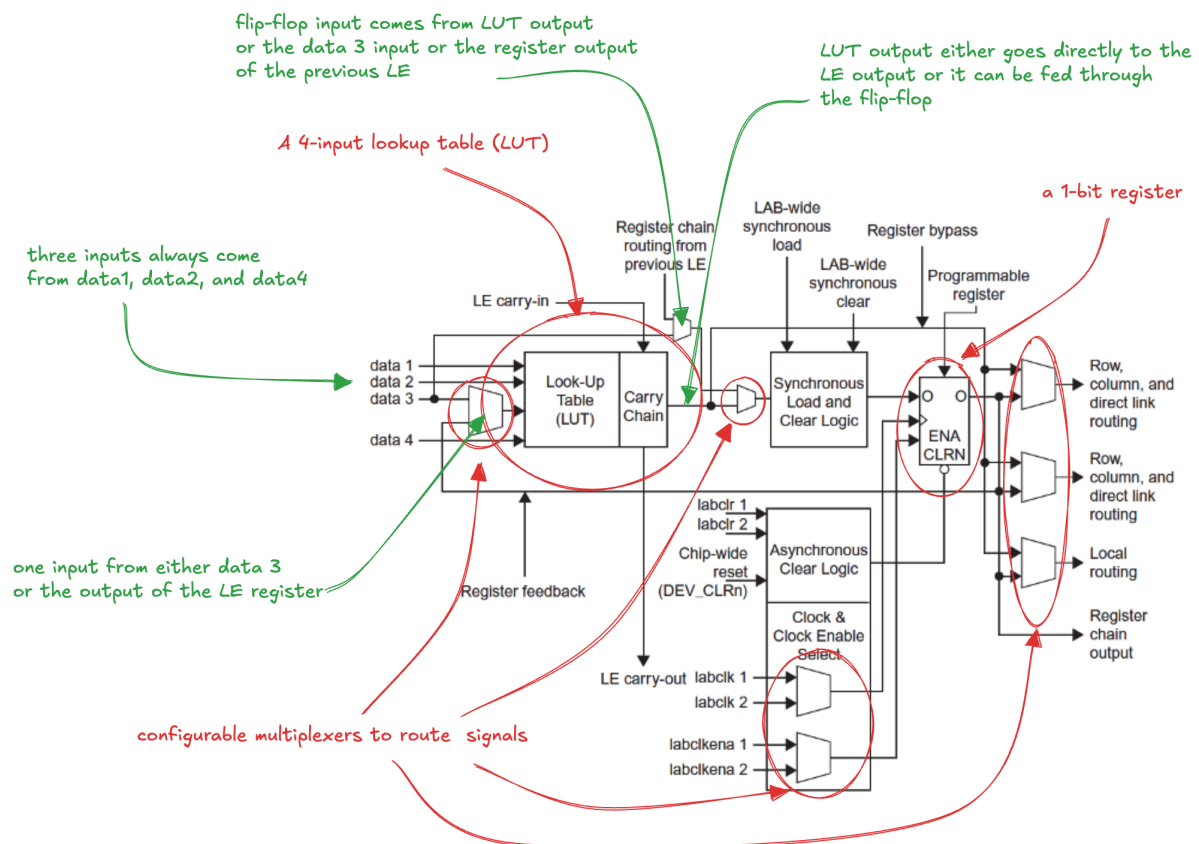 flip-flop input comes from LUT output
or the data 3 input or the register output
of the previous LE
LUT output either goes directly to the
LE output or it can be fed through
the flip-flop
A 4-input lookup table (LUT)
a 1-bit register
three inputs always come
from data1, data2, and data4
Register chain
routing from
previous LE
LAB-wide
synchronous
load
Register bypass
LAB-wide
synchronous
clear
Programmable
register
LE carry-in
data 1
data 2
data 3
data 4
Look-Up
Table
(LUT)
Carry
Chain
Synchronous
Load and
Clear Logic
ENA
CLRN
Row,
column, and
direct link
routing
Row,
column, and
direct link
routing
Local
routing
Register
chain
output
labclr 1
labclr 2
Chip-wide
reset
(DEV_CLRn)
Asynchronous
Clear Logic
Clock &
Clock Enable
Select
one input from either data 3
or the output of the LE register
Register feedback
LE carry-out
labclk 1
labclk 2
labclkena 1
labclkena 2
configurable multiplexers to route signals